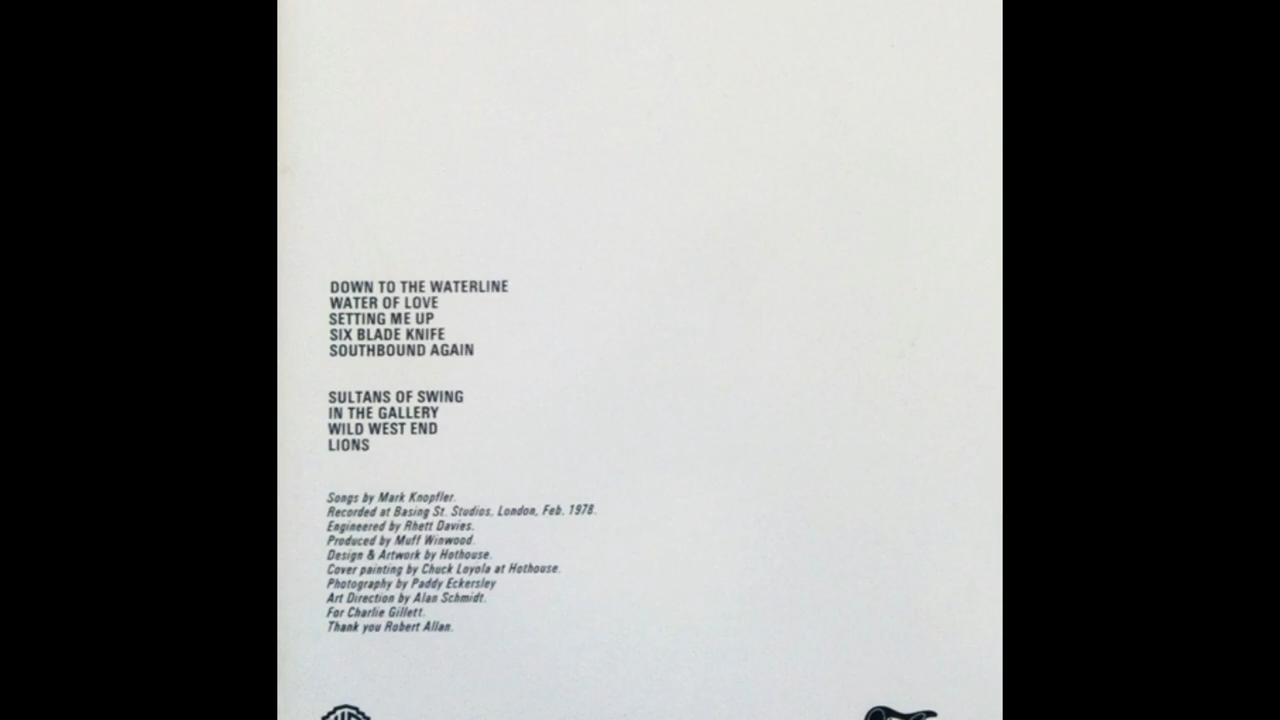 DOWN TO THE WATERLINE
WATER OF LOVE
SETTING ME UP
SIX BLADE KNIFE
SOUTHBOUND AGAIN
SULTANS OF SWING
IN THE GALLERY
WILD WEST END
LIONS
Songs by Mark Knopfler.
Recorded at Basing St. Studios, London, Feb. 1978.
Engineered by Rhett Davies.
Produced by Muff Winwood.
Design & Artwork by Hothouse.
Cover painting by Chuck Loyola at Hothouse.
Photography by Paddy Eckersley
Art Direction by Alan Schmidt.
For Charlie Gillett.
Thank you Robert Allan.